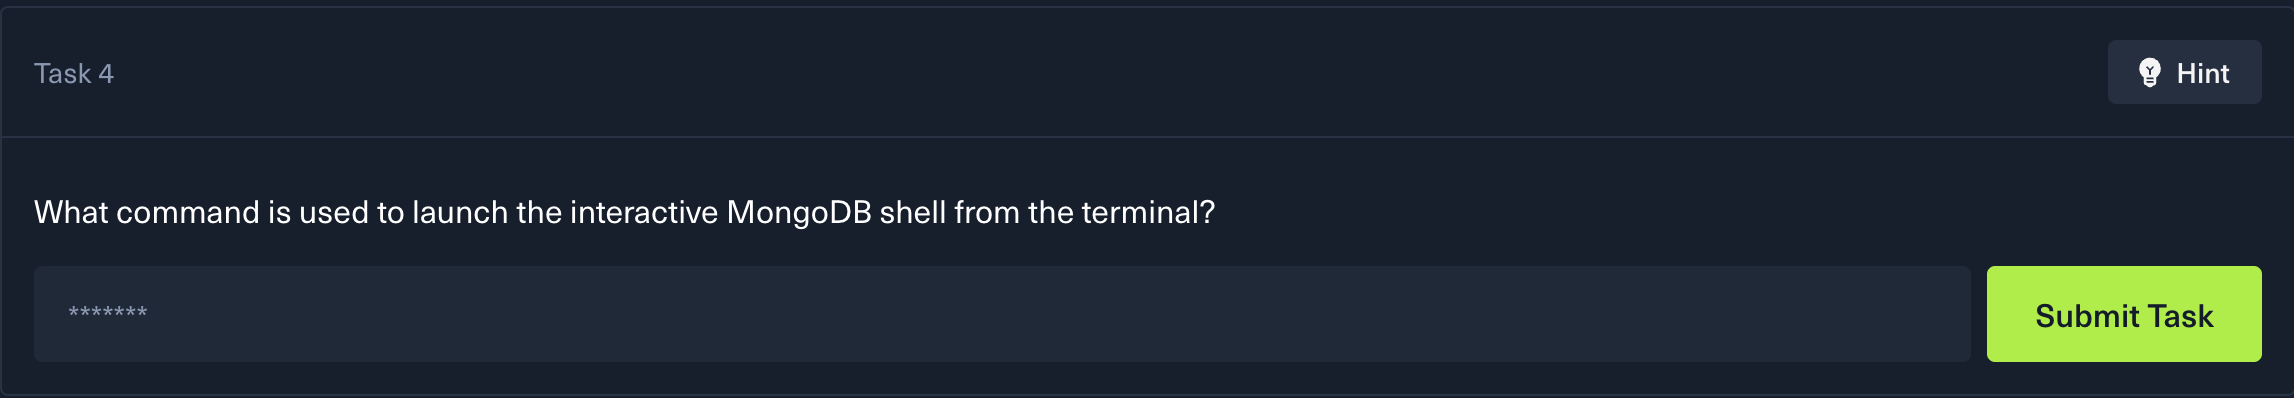 Task 4
Hint
What command is used to launch the interactive MongoDB shell from the terminal?
*******
Submit Task